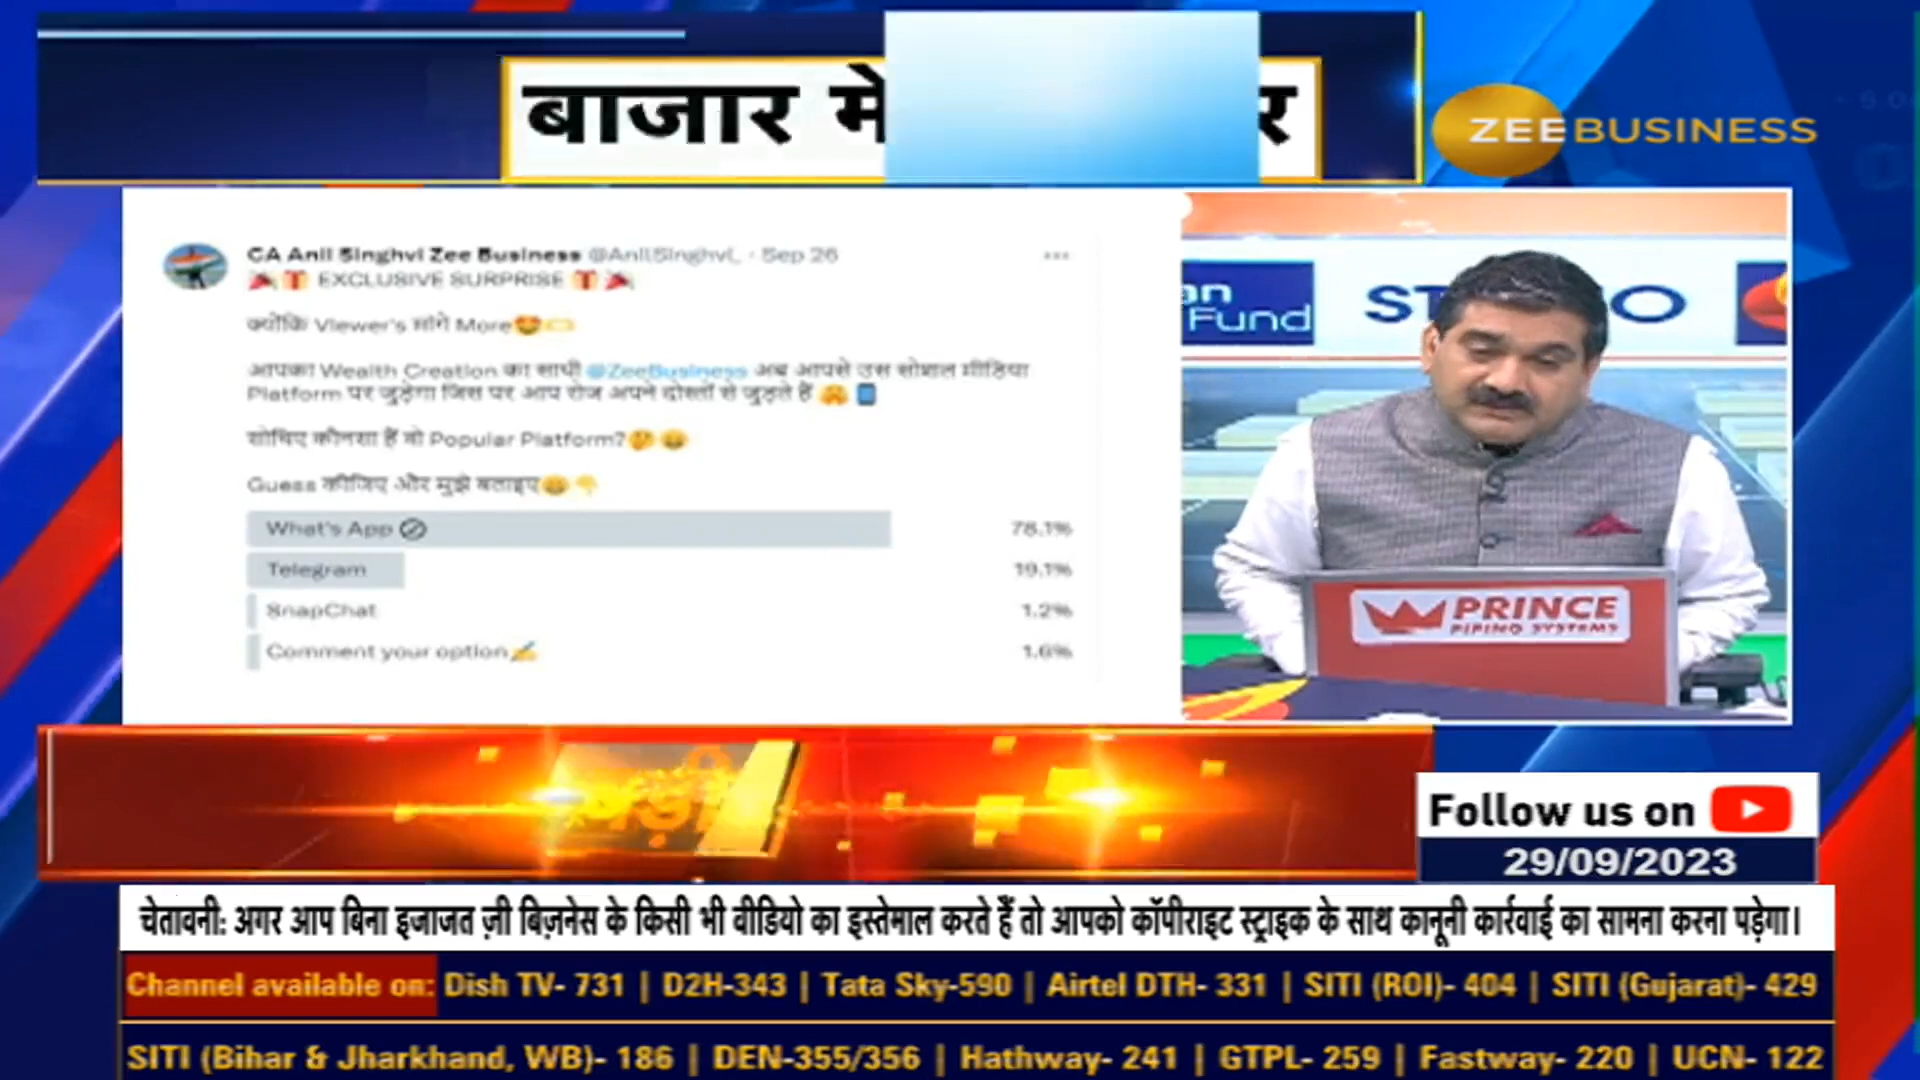 बाजार में
ZEEBUSINESS
CA Anil Singhvi Zee Business @AnilSinghvi_ · Sep 26
EXCLUSIVE SURPRISE
क्योंकि Viewer's मांगे More
आपका Wealth Creation का साथी @ZeeBusiness अब आपसे उस सोशल मीडिया
Platform पर जुड़ेगा जिस पर आप रोज अपने दोस्तों से जुड़ते हैं
सोचिए कौनसा हैं वो Popular Platform?
Guess कीजिए और मुझे बताइए
What's App 78.1%
Telegram 19.1%
SnapChat 1.2%
Comment your option 1.6%
Fund
PRINCE
PIPING SYSTEMS
Follow us on
29/09/2023
चेतावनी: अगर आप बिना इजाजत ज़ी बिज़नेस के किसी भी वीडियो का इस्तेमाल करते हैं तो आपको कॉपीराइट स्ट्राइक के साथ कानूनी कार्रवाई का सामना करना पड़ेगा।
Channel available on: Dish TV- 731 | D2H-343 | Tata Sky-590 | Airtel DTH- 331 | SITI (ROI)- 404 | SITI (Gujarat)- 429
SITI (Bihar & Jharkhand, WB)- 186 | DEN-355/356 | Hathway- 241 | GTPL- 259 | Fastway- 220 | UCN- 122